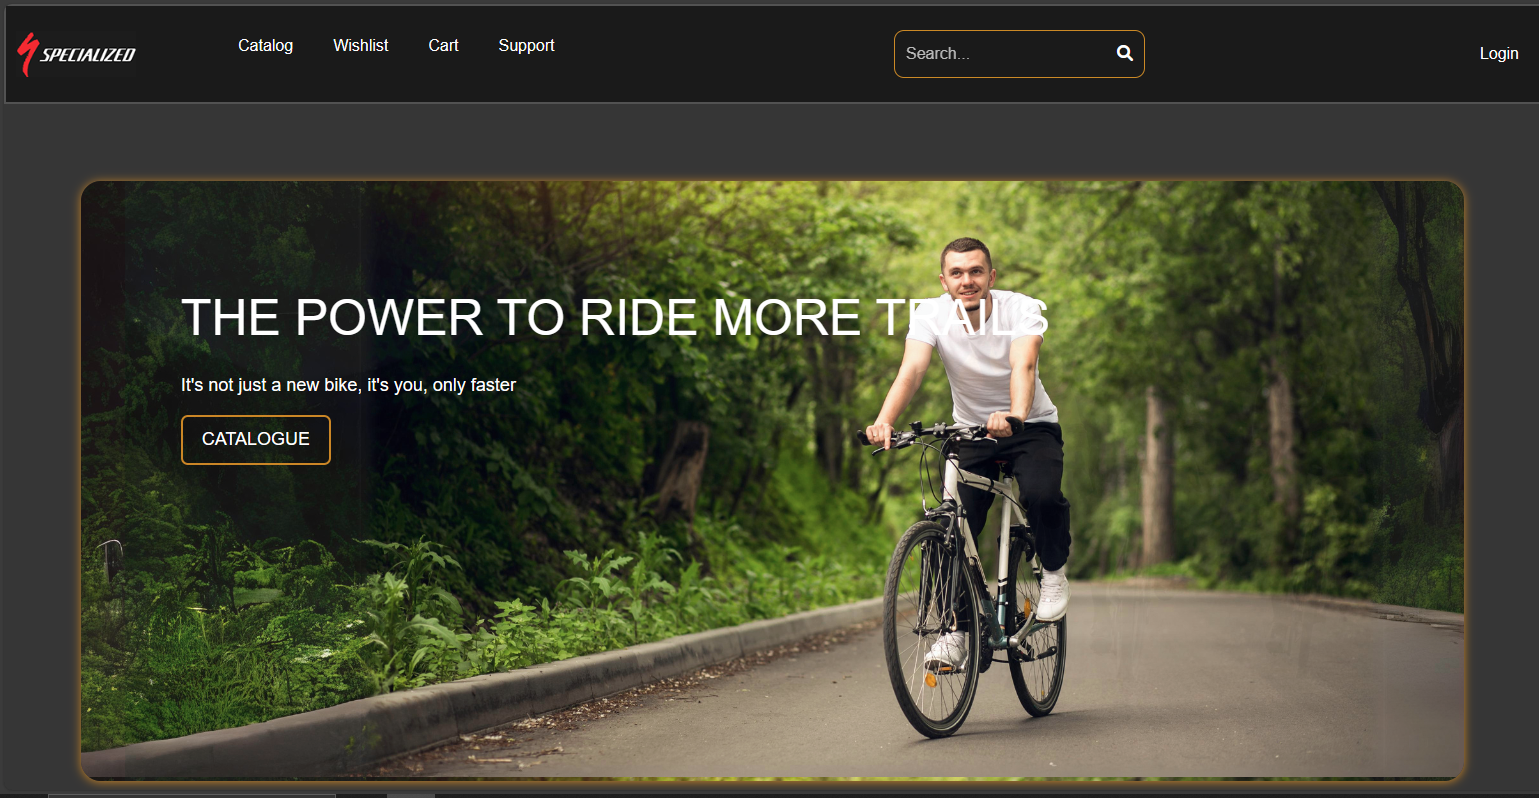 SPECIALIZED
Catalog Wishlist Cart Support
Search...
Login
THE POWER TO RIDE MORE TRAILS
It's not just a new bike, it's you, only faster
CATALOGUE